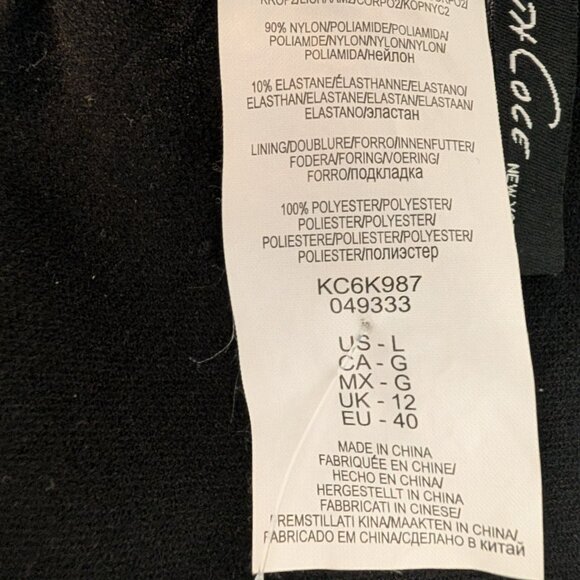 90% NYLON/POLIAMIDE/POLIAMIDA/
POLIAMDE/NYLON/NYLON/NYLON/
POLIAMIDA/нейлон
10% ELASTANE/ÉLASTHANNE/ELASTANO/
ELASTHAN/ELASTANE/ELASTAN/ELASTAAN/
ELASTANO/эластан
LINING/DOUBLURE/FORRO/INNENFUTTER/
FODERA/FORING/VOERING/
FORRO/подкладка
100% POLYESTER/POLYESTER/
POLIESTER/POLYESTER/
POLIESTERE/POLIESTER/POLYESTER/
POLIESTER/полиэстер
KC6K987
049333
US - L
CA - G
MX - G
UK - 12
EU - 40
MADE IN CHINA
FABRIQUÉE EN CHINE/
HECHO EN CHINA/
HERGESTELLT IN CHINA/
FABBRICATI IN CINESE/
FREMSTILLATI KINA/MAAKTEN IN CHINA/
FABRICADO EM CHINA/СДЕЛАНО В КИТАЙ
COLE
NEW